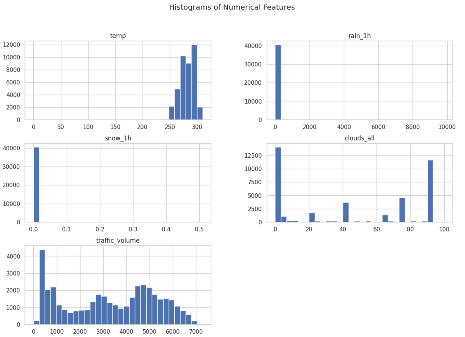 Histograms of Numerical Features
temp
12000
10000
8000
6000
4000
2000
0
0 50 100 150 200 250 300
rain_1h
40000
30000
20000
10000
0
0 2000 4000 6000 8000 10000
snow_1h
40000
30000
20000
10000
0
0.0 0.1 0.2 0.3 0.4 0.5
clouds_all
12500
10000
7500
5000
2500
0
0 20 40 60 80 100
traffic_volume
4000
3000
2000
1000
0
0 1000 2000 3000 4000 5000 6000 7000